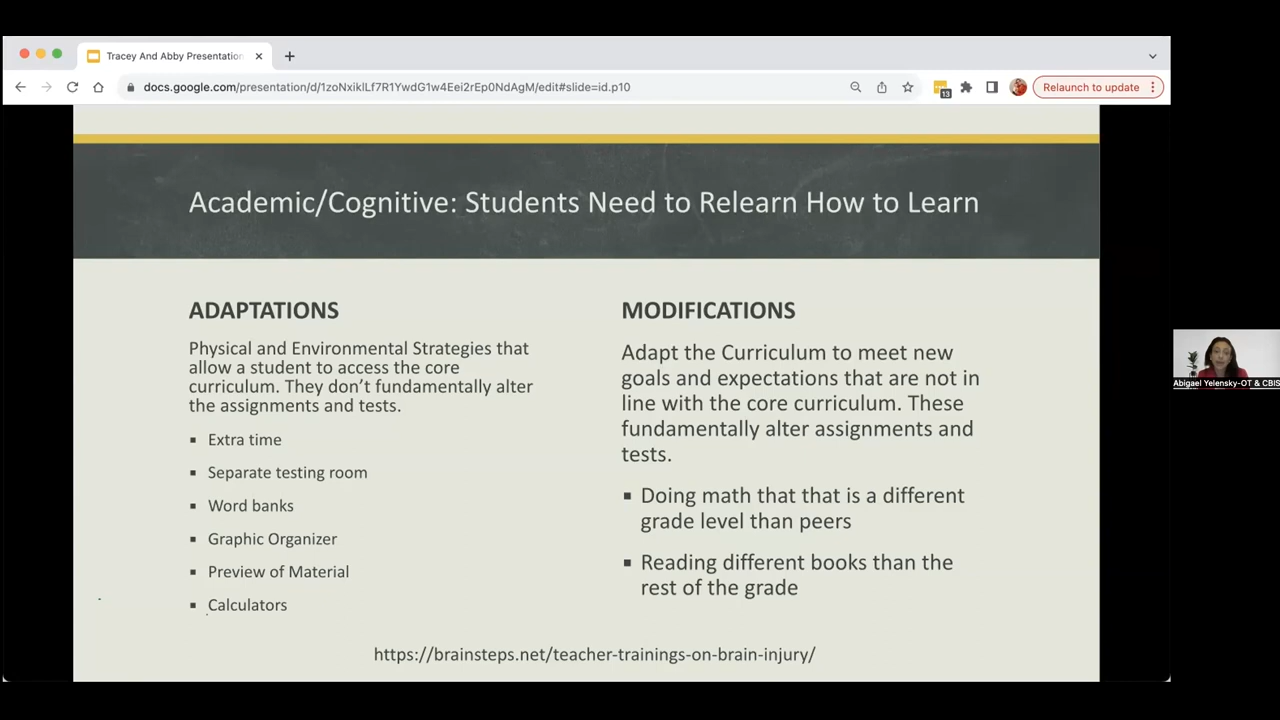 Tracey And Abby Presentation
docs.google.com/presentation/d/1zoNxiklLf7R1YwdG1w4Eei2rEp0NdAgM/edit#slide=id.p10
13
Relaunch to update
Academic/Cognitive: Students Need to Relearn How to Learn
ADAPTATIONS
Physical and Environmental Strategies that
allow a student to access the core
curriculum. They don’t fundamentally alter
the assignments and tests.
▪ Extra time
▪ Separate testing room
▪ Word banks
▪ Graphic Organizer
▪ Preview of Material
▪ Calculators
MODIFICATIONS
Adapt the Curriculum to meet new
goals and expectations that are not in
line with the core curriculum. These
fundamentally alter assignments and
tests.
▪ Doing math that that is a different
grade level than peers
▪ Reading different books than the
rest of the grade
https://brainsteps.net/teacher-trainings-on-brain-injury/
Abigael Yelensky-OT & CBIS